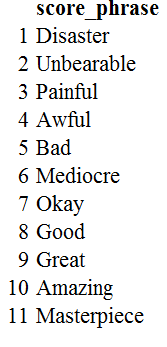 score_phrase
1 Disaster
2 Unbearable
3 Painful
4 Awful
5 Bad
6 Mediocre
7 Okay
8 Good
9 Great
10 Amazing
11 Masterpiece